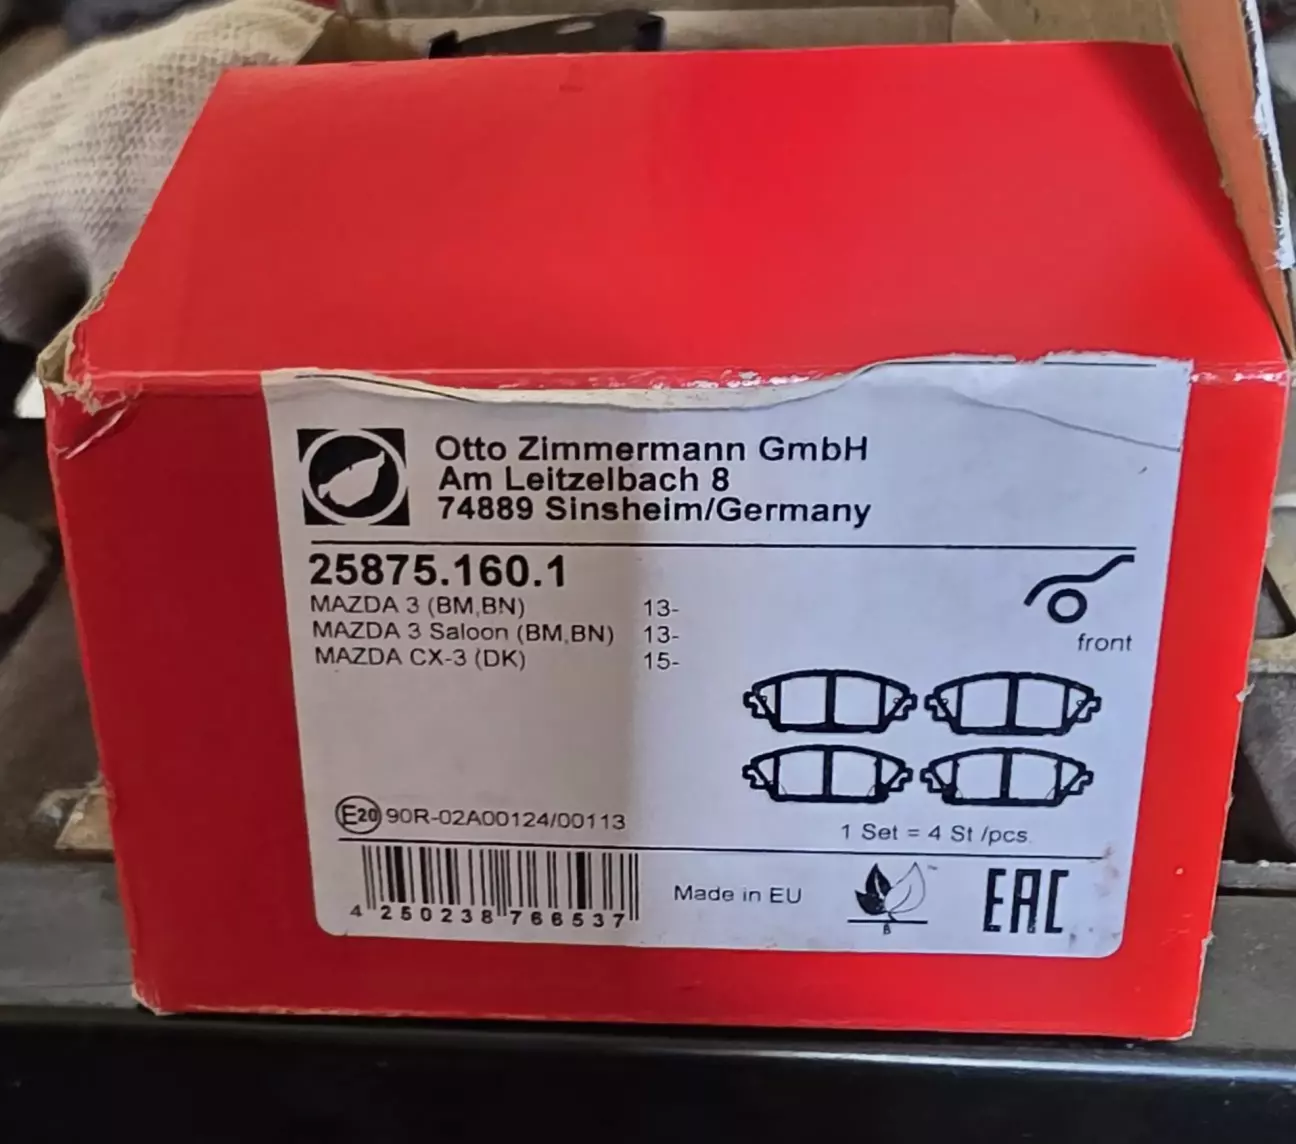 Otto Zimmermann GmbH
Am Leitzelbach 8
74889 Sinsheim/Germany
25875.160.1
MAZDA 3 (BM,BN) 13-
MAZDA 3 Saloon (BM,BN) 13-
MAZDA CX-3 (DK) 15-
front
E20 90R-02A00124/00113
1 Set = 4 St /pcs.
4 250238 766537
Made in EU
B
EAC